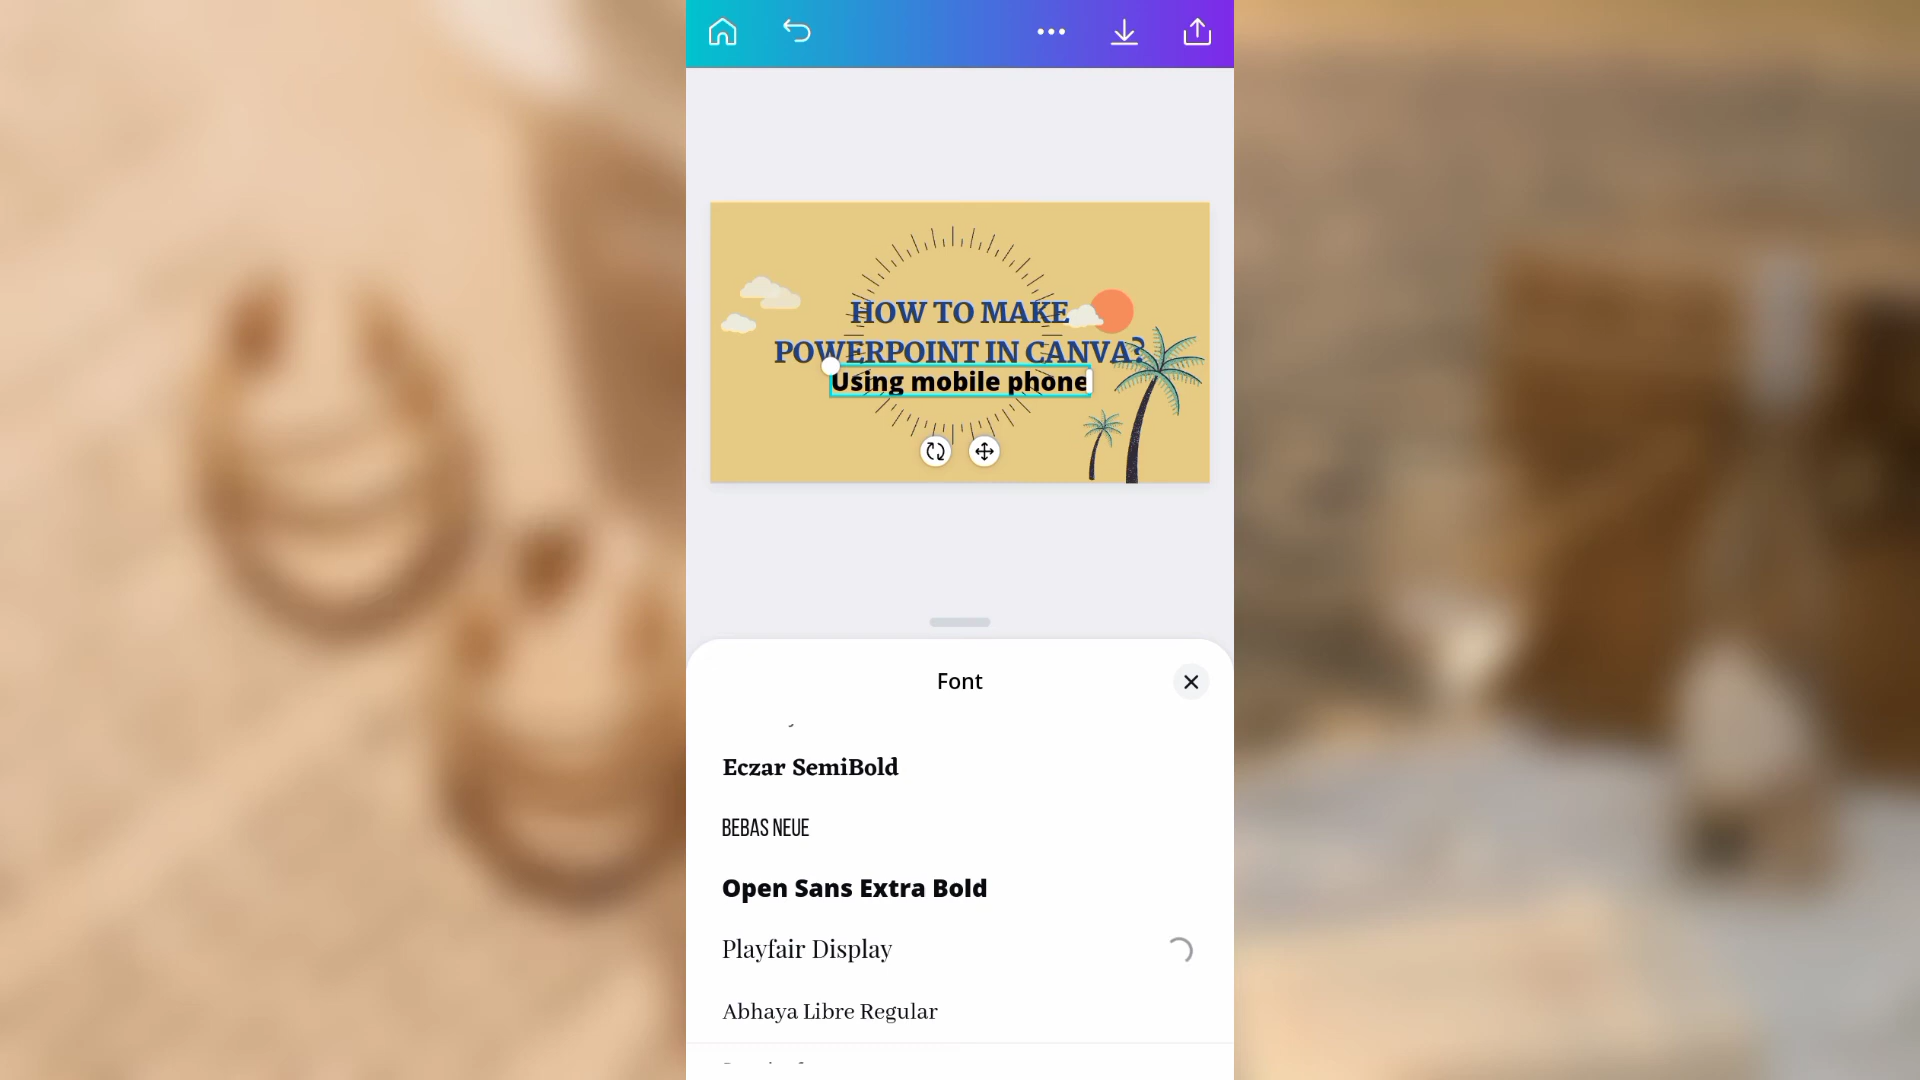 HOW TO MAKE
POWERPOINT IN CANVA?
Using mobile phone
Font
Eczar SemiBold
BEBAS NEUE
Open Sans Extra Bold
Playfair Display
Abhaya Libre Regular